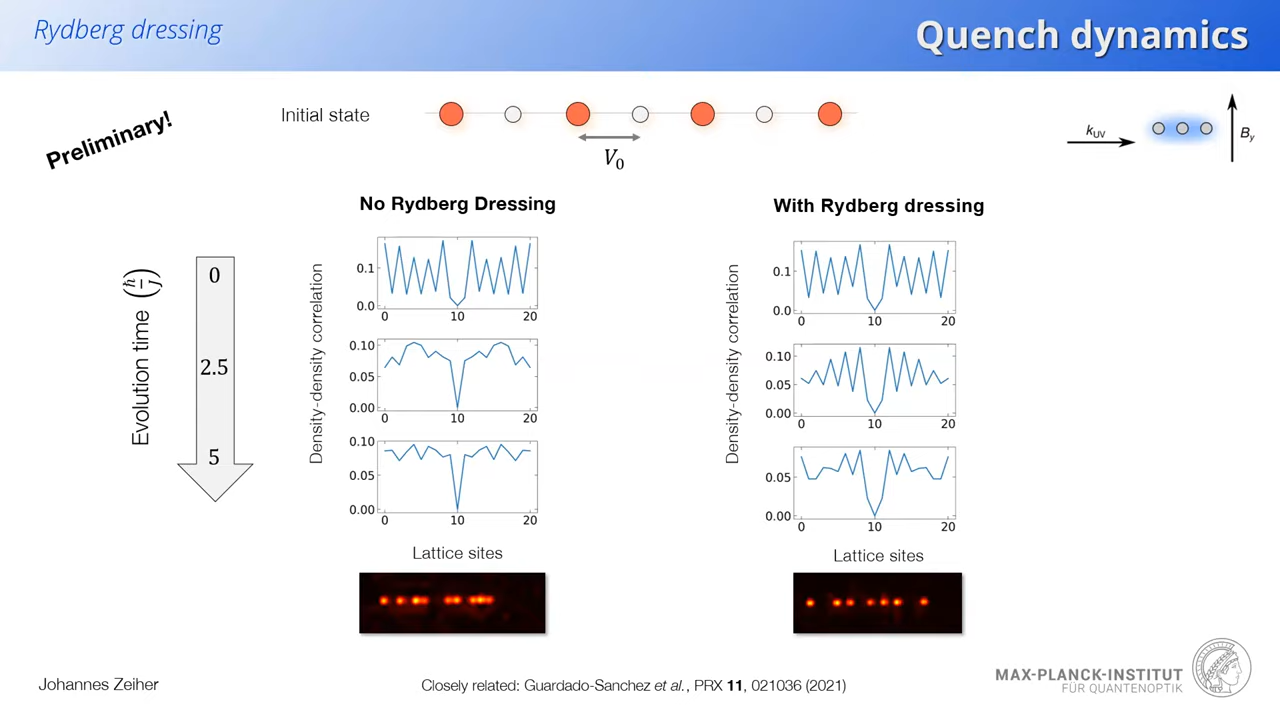 Rydberg dressing
Quench dynamics
Preliminary!
Initial state
V₀
k_UV
B_y
No Rydberg Dressing
With Rydberg dressing
Evolution time (ħ/J)
0
2.5
5
Density-density correlation
0.1
0.0
0 10 20
0.10
0.05
0.00
0 10 20
0.10
0.05
0.00
0 10 20
Lattice sites
Density-density correlation
0.1
0.0
0 10 20
0.10
0.05
0.00
0 10 20
0.05
0.00
0 10 20
Lattice sites
Johannes Zeiher
Closely related: Guardado-Sanchez et al., PRX 11, 021036 (2021)
MAX-PLANCK-INSTITUT
FÜR QUANTENOPTIK